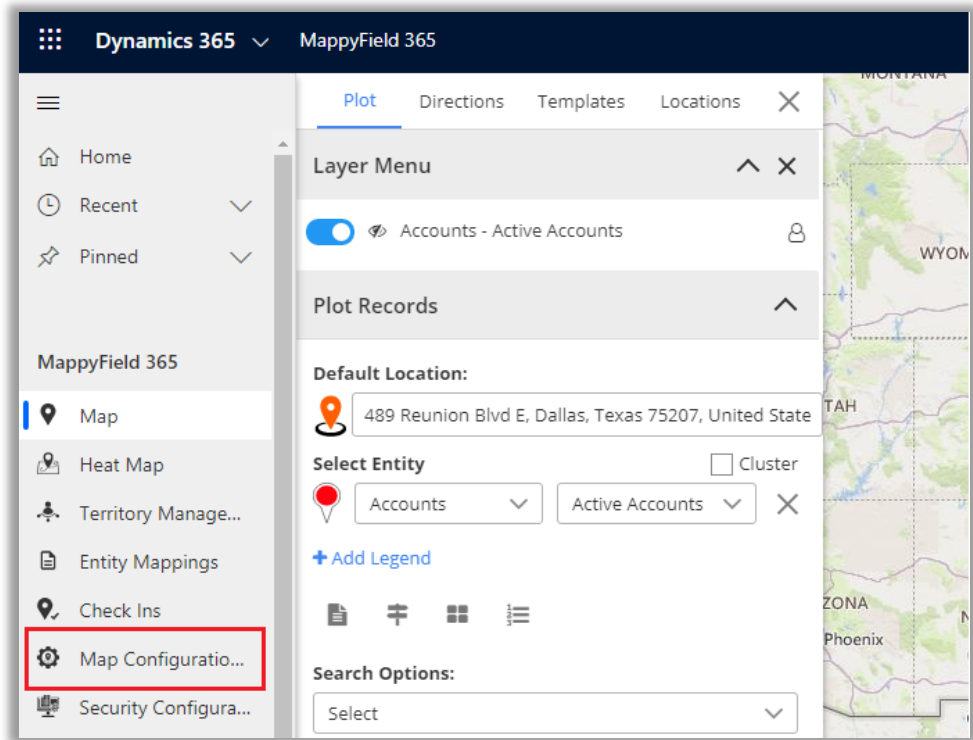 Dynamics 365 MappyField 365
Plot Directions Templates Locations
Home
Recent
Pinned
MappyField 365
Map
Heat Map
Territory Manage...
Entity Mappings
Check Ins
Map Configuratio...
Security Configura...
Layer Menu
Accounts - Active Accounts
Plot Records
Default Location:
489 Reunion Blvd E, Dallas, Texas 75207, United State
Select Entity Cluster
Accounts Active Accounts
+ Add Legend
Search Options:
Select
MONTANA
WYOM
TAH
ZONA
Phoenix
N